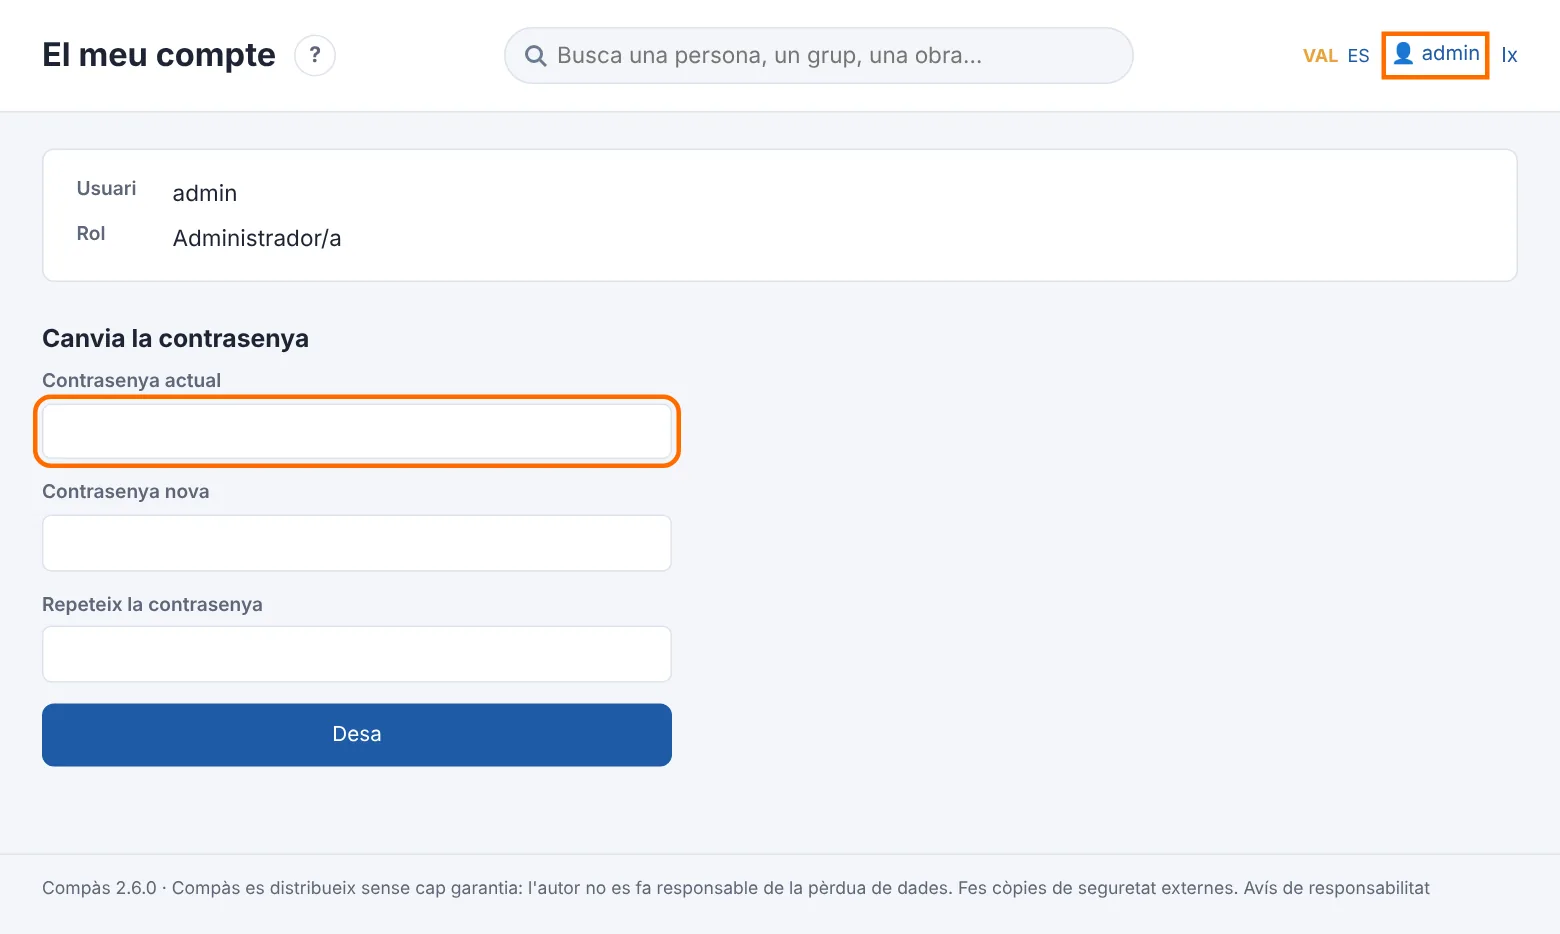 El meu compte ?
Busca una persona, un grup, una obra...
VAL ES admin Ix
Usuari admin
Rol Administrador/a
Canvia la contrasenya
Contrasenya actual
Contrasenya nova
Repeteix la contrasenya
Desa
Compàs 2.6.0 · Compàs es distribueix sense cap garantia: l'autor no es fa responsable de la pèrdua de dades. Fes còpies de seguretat externes. Avís de responsabilitat